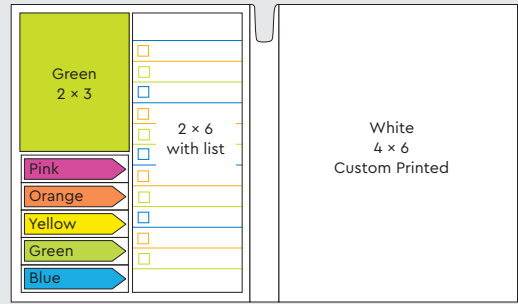 Green
2 × 3
Pink
Orange
Yellow
Green
Blue
2 × 6
with list
White
4 × 6
Custom Printed